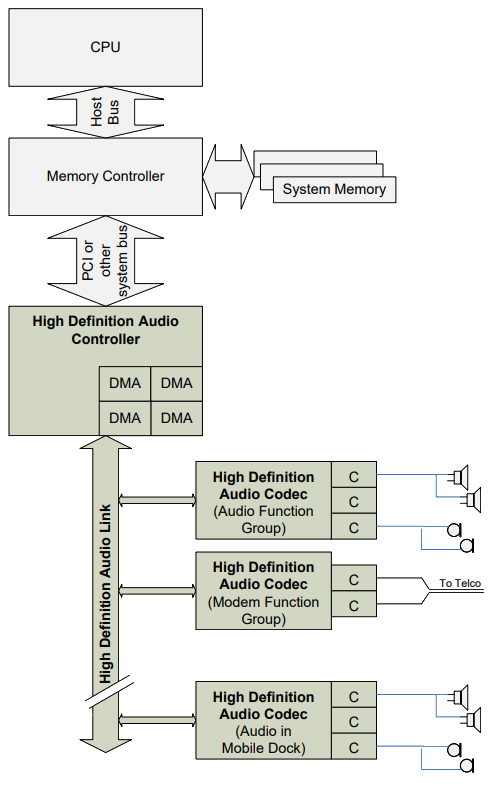 CPU
Host
Bus
Memory Controller
System Memory
PCI or
other
system bus
High Definition Audio
Controller
DMA
DMA
DMA
DMA
High Definition Audio Link
High Definition
Audio Codec
(Audio Function
Group)
C
C
C
High Definition
Audio Codec
(Modem Function
Group)
C
C
To Telco
High Definition
Audio Codec
(Audio in
Mobile Dock)
C
C
C